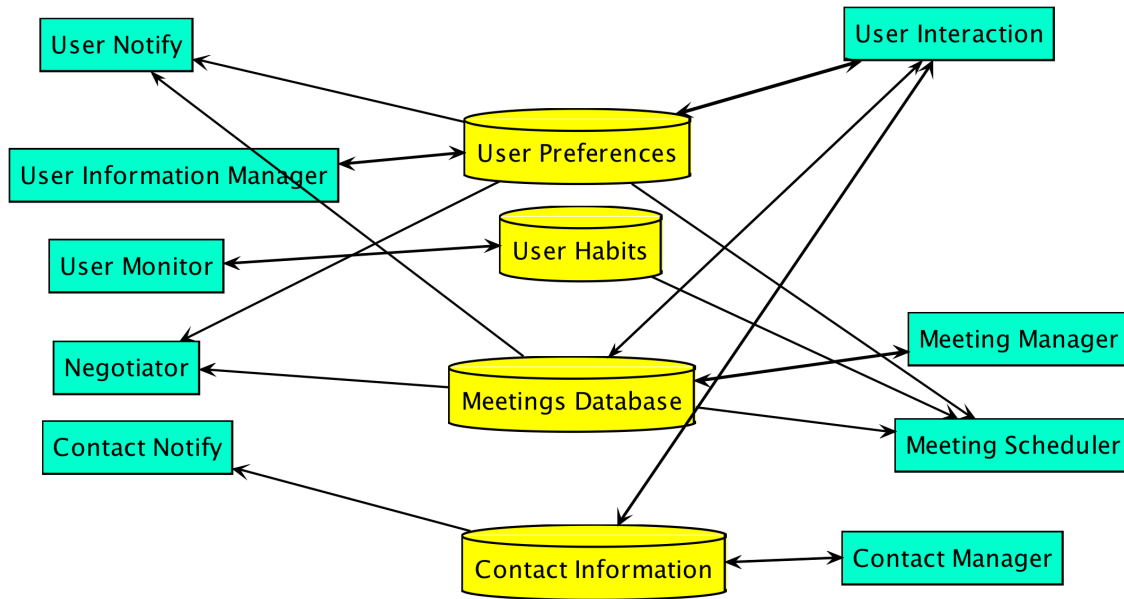 User Notify
User Interaction
User Preferences
User Information Manager
User Habits
User Monitor
Meeting Manager
Negotiator
Meetings Database
Contact Notify
Meeting Scheduler
Contact Information
Contact Manager